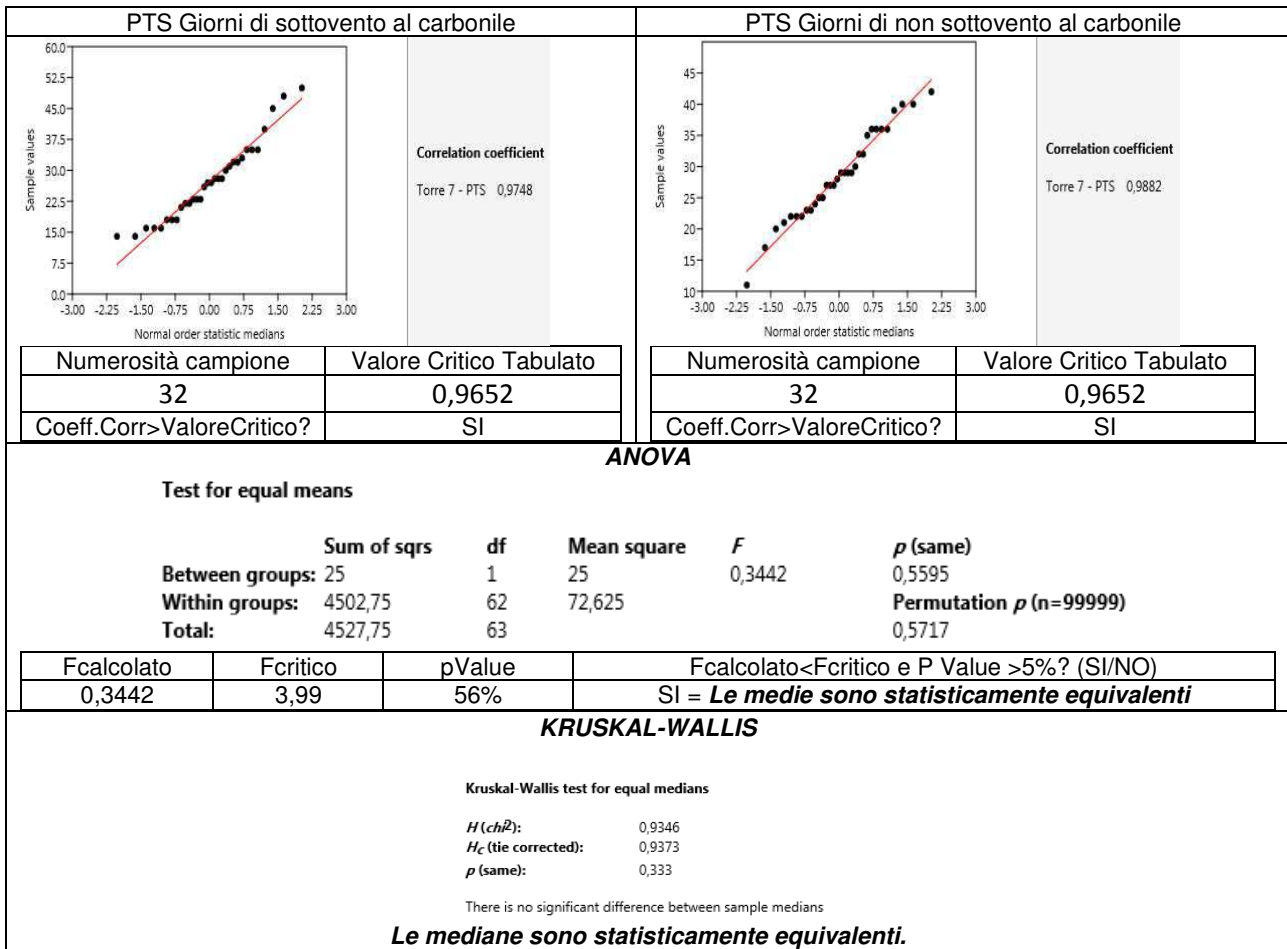 PTS Giorni di sottovento al carbonile
PTS Giorni di non sottovento al carbonile
60.0
52.5
45.0
37.5
30.0
22.5
15.0
7.5
0.0
Sample values
-3.00 -2.25 -1.50 -0.75 0.00 0.75 1.50 2.25 3.00
Normal order statistic medians
Correlation coefficient
Torre 7 - PTS 0,9748
45
40
35
30
25
20
15
10
Sample values
-3.00 -2.25 -1.50 -0.75 0.00 0.75 1.50 2.25 3.00
Normal order statistic medians
Correlation coefficient
Torre 7 - PTS 0,9882
Numerosità campione Valore Critico Tabulato
32 0,9652
Coeff.Corr>ValoreCritico? SI
Numerosità campione Valore Critico Tabulato
32 0,9652
Coeff.Corr>ValoreCritico? SI
ANOVA
Test for equal means
Sum of sqrs df Mean square F p (same)
Between groups: 25 1 25 0,3442 0,5595
Within groups: 4502,75 62 72,625 Permutation p (n=99999)
Total: 4527,75 63 0,5717
Fcalcolato Fcritico pValue Fcalcolato<Fcritico e P Value >5%? (SI/NO)
0,3442 3,99 56% SI = Le medie sono statisticamente equivalenti
KRUSKAL-WALLIS
Kruskal-Wallis test for equal medians
H (chi2): 0,9346
Hc (tie corrected): 0,9373
p (same): 0,333
There is no significant difference between sample medians
Le mediane sono statisticamente equivalenti.